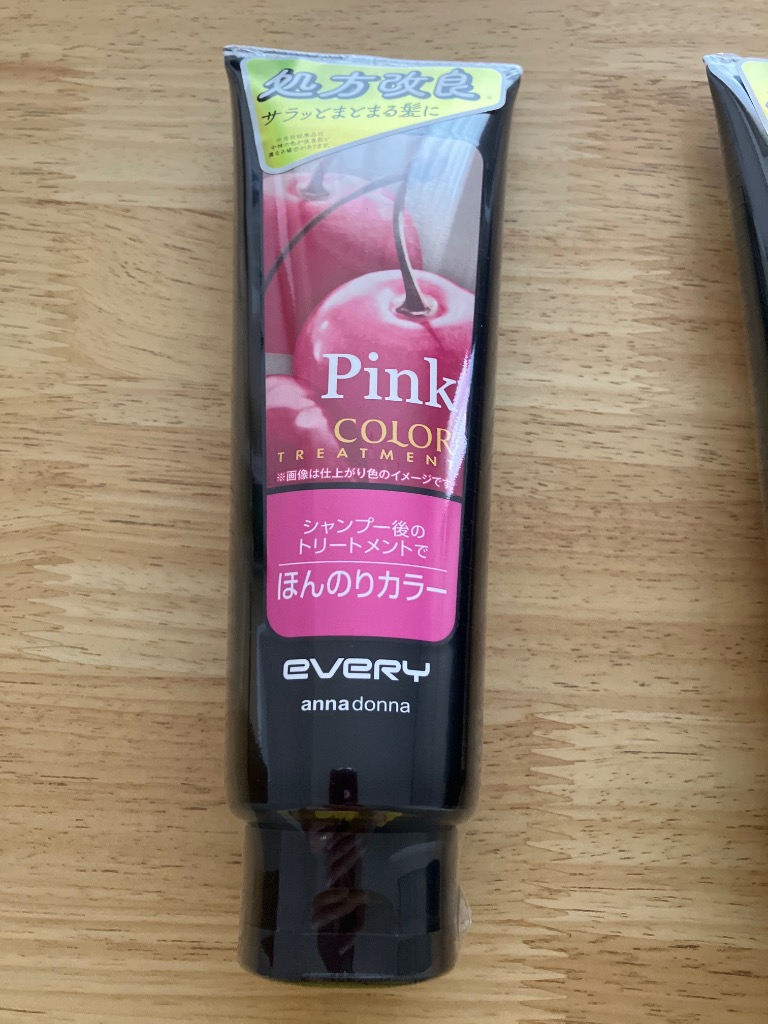 処方改良
サラッとまとまる髪に
Pink
COLOR
TREATMENT
※画像は仕上がり色のイメージです
シャンプー後の
トリートメントで
ほんのりカラー
eVeRY
annadonna